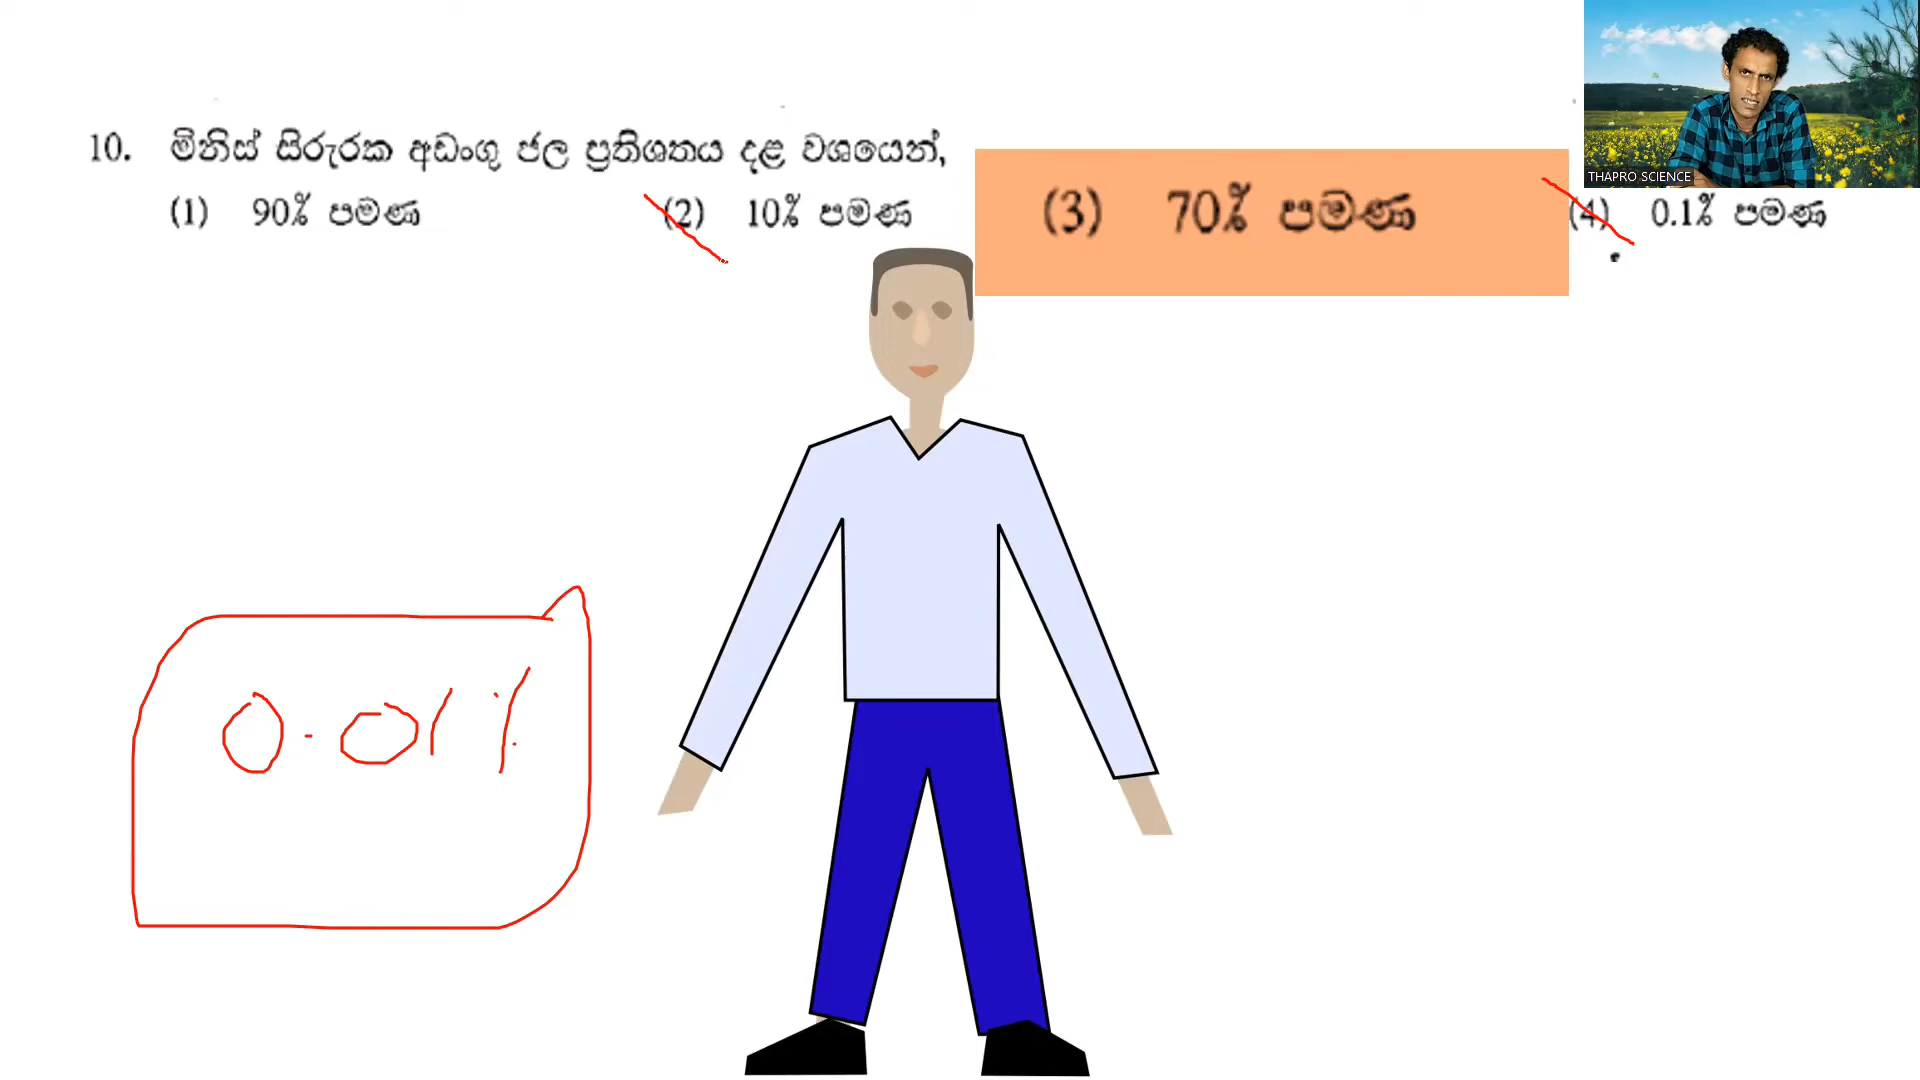 10. මිනිස් සිරුරක අඩංගු ජල ප්‍රතිශතය දළ වශයෙන්,
(1) 90% පමණ (2) 10% පමණ (3) 70% පමණ (4) 0.1% පමණ
THAPRO SCIENCE
0.01%